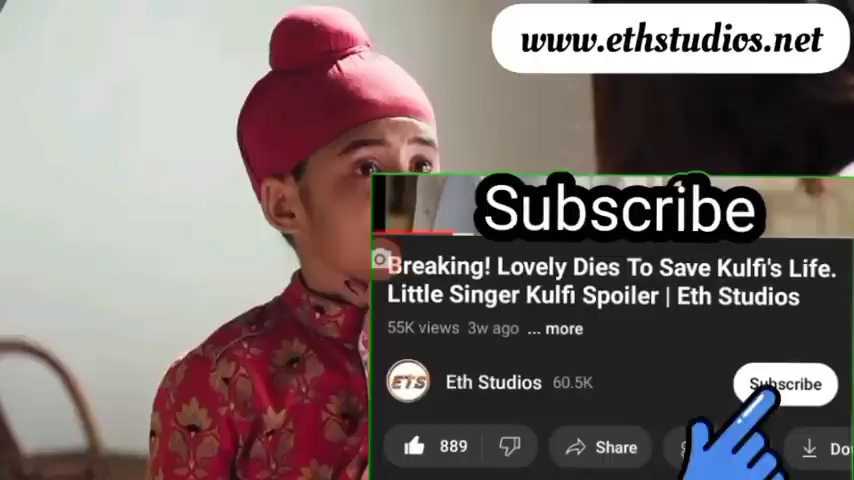 www.ethstudios.net
Subscribe
Breaking! Lovely Dies To Save Kulfi's Life.
Little Singer Kulfi Spoiler | Eth Studios
55K views 3w ago ... more
ETS
Eth Studios 60.5K
Subscribe
889
Share
Do